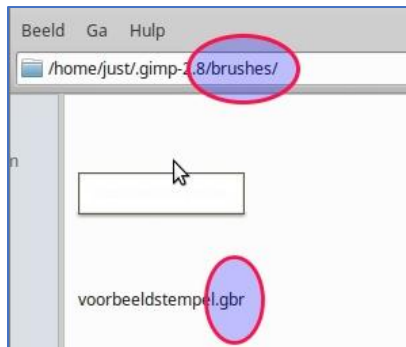 Beeld Ga Hulp
/home/just/.gimp-2.8/brushes/
n
voorbeeldstempel.gbr